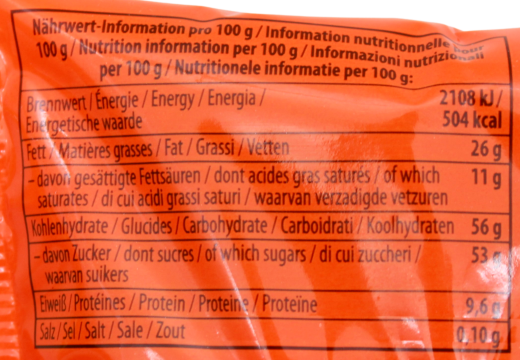 Nährwert-Information pro 100 g / Information nutritionnelle pour
100 g / Nutrition information per 100 g / Informazioni nutrizionali
per 100 g / Nutritionele informatie per 100 g:
Brennwert / Énergie / Energy / Energia / 2108 kJ /
Energetische waarde 504 kcal
Fett / Matières grasses / Fat / Grassi / Vetten 26 g
– davon gesättigte Fettsäuren / dont acides gras saturés / of which 11 g
saturates / di cui acidi grassi saturi / waarvan verzadigde vetzuren
Kohlenhydrate / Glucides / Carbohydrate / Carboidrati / Koolhydraten 56 g
– davon Zucker / dont sucres / of which sugars / di cui zuccheri / 53 g
waarvan suikers
Eiweiß / Protéines / Protein / Proteine / Proteïne 9,6 g
Salz / Sel / Salt / Sale / Zout 0,10 g